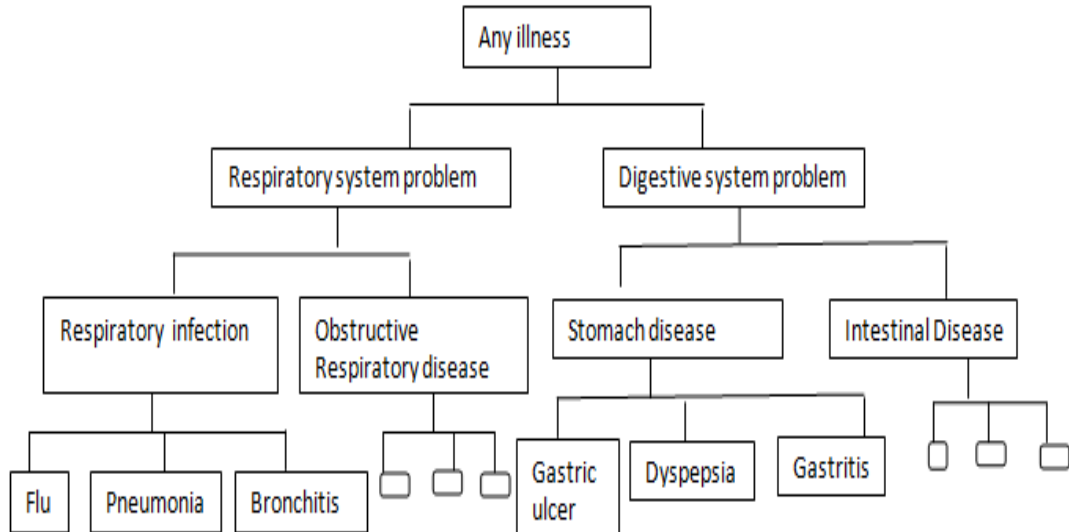 Any illness
Respiratory system problem
Digestive system problem
Respiratory infection
Obstructive
Respiratory disease
Stomach disease
Intestinal Disease
Flu
Pneumonia
Bronchitis
Gastric
ulcer
Dyspepsia
Gastritis